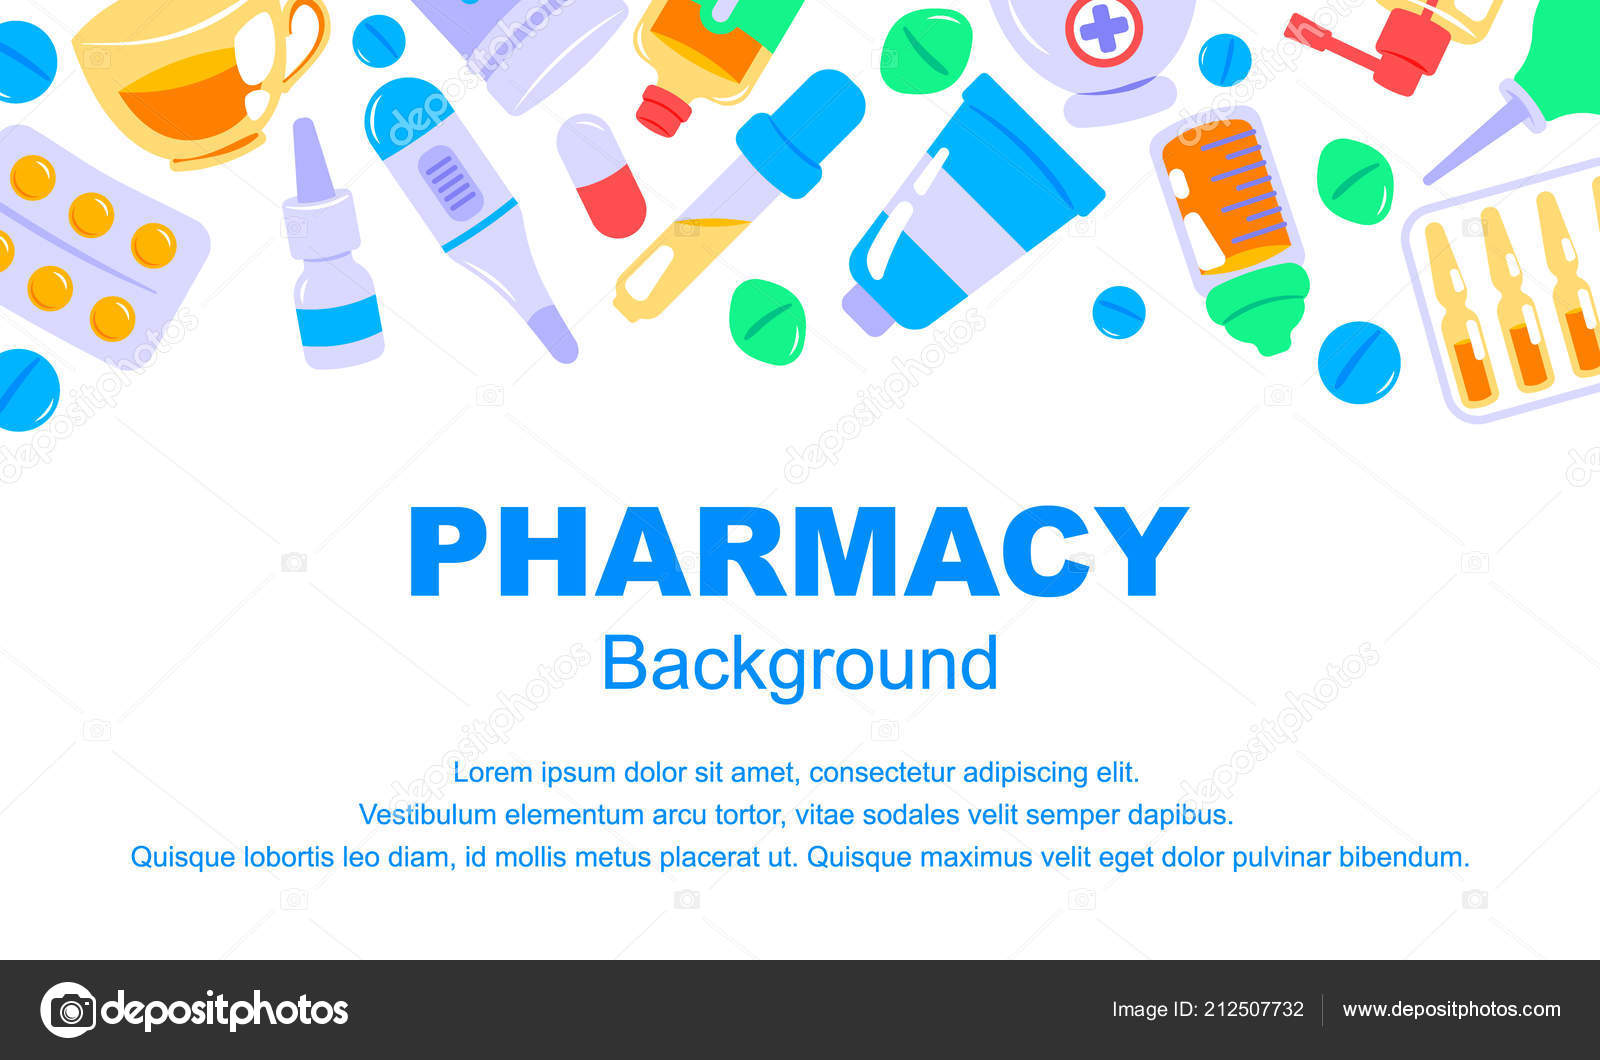 PHARMACY
Background
Lorem ipsum dolor sit amet, consectetur adipiscing elit.
Vestibulum elementum arcu tortor, vitae sodales velit semper dapibus.
Quisque lobortis leo diam, id mollis metus placerat ut. Quisque maximus velit eget dolor pulvinar bibendum.
depositphotos
Image ID: 212507732
www.depositphotos.com